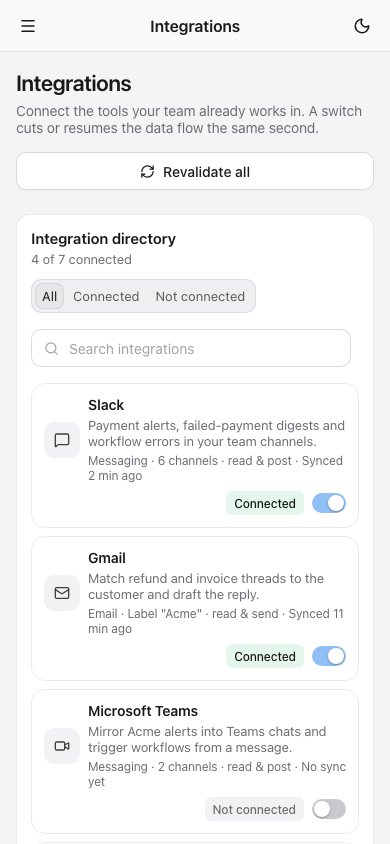 Integrations
Integrations
Connect the tools your team already works in. A switch
cuts or resumes the data flow the same second.
Revalidate all
Integration directory
4 of 7 connected
All
Connected
Not connected
Search integrations
Slack
Payment alerts, failed-payment digests and
workflow errors in your team channels.
Messaging · 6 channels · read & post · Synced
2 min ago
Connected
Gmail
Match refund and invoice threads to the
customer and draft the reply.
Email · Label "Acme" · read & send · Synced 11
min ago
Connected
Microsoft Teams
Mirror Acme alerts into Teams chats and
trigger workflows from a message.
Messaging · 2 channels · read & post · No sync
yet
Not connected